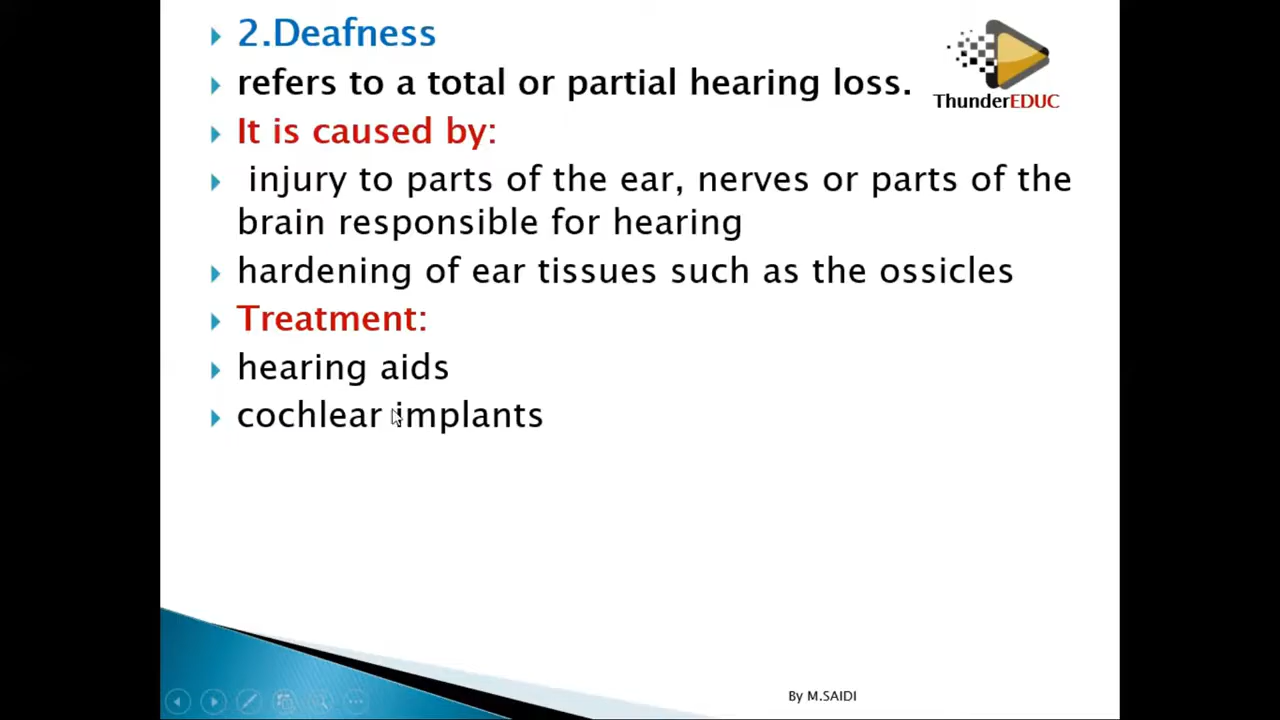 2.Deafness
refers to a total or partial hearing loss.
ThunderEDUC
It is caused by:
injury to parts of the ear, nerves or parts of the
brain responsible for hearing
hardening of ear tissues such as the ossicles
Treatment:
hearing aids
cochlear implants
By M.SAIDI